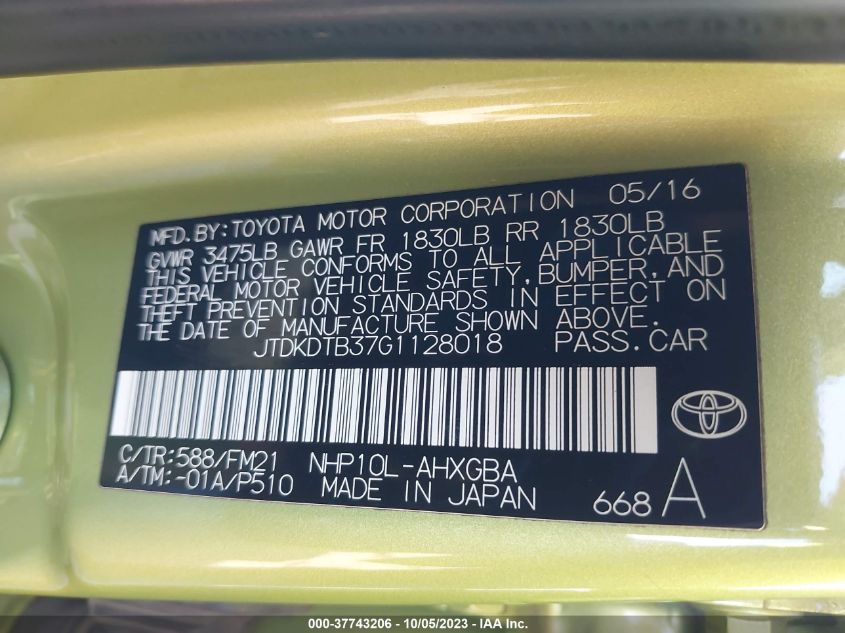 MFD.BY:TOYOTA MOTOR CORPORATION 05/16
GVWR 3475LB GAWR FR 1830LB RR 1830LB
THIS VEHICLE CONFORMS TO ALL APPLICABLE
FEDERAL MOTOR VEHICLE SAFETY, BUMPER, AND
THEFT PREVENTION STANDARDS IN EFFECT ON
THE DATE OF MANUFACTURE SHOWN ABOVE.
JTDKDTB37G1128018 PASS.CAR
C/TR:588/FM21 NHP10L-AHXGBA
A/TM:-01A/P510 MADE IN JAPAN
668 A
000-37743206 - 10/05/2023 - IAA Inc.